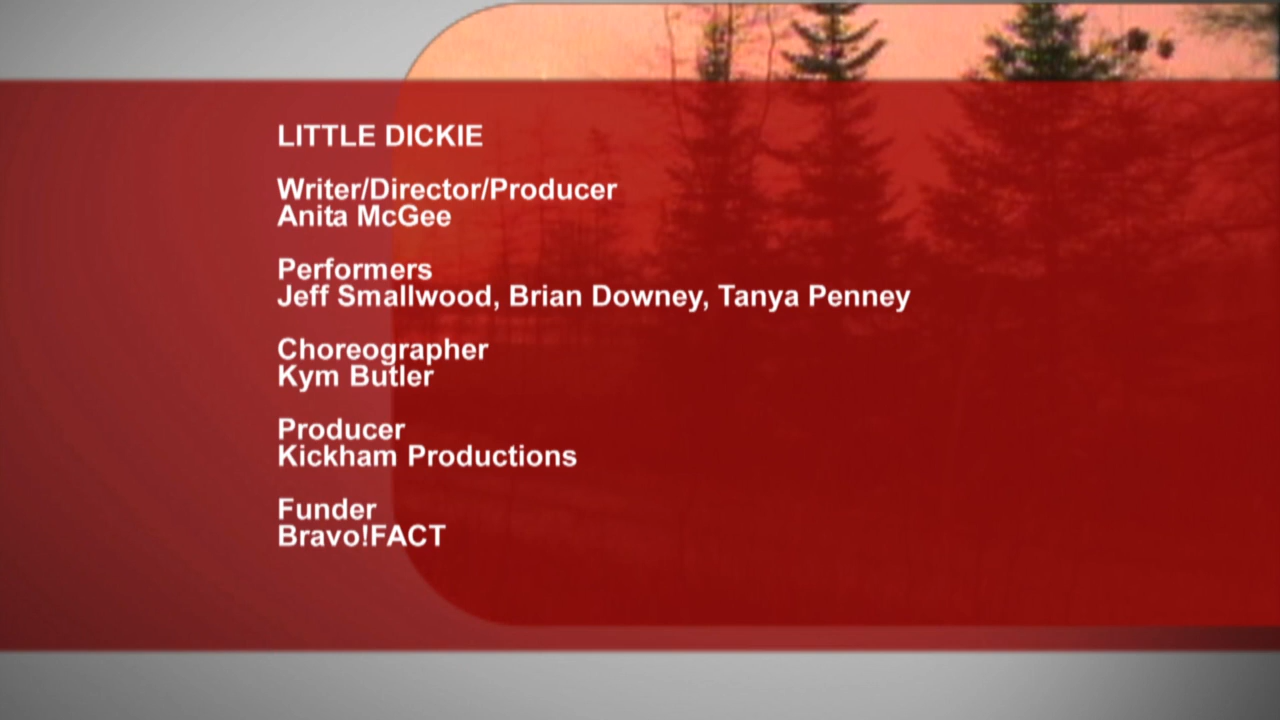 LITTLE DICKIE
Writer/Director/Producer
Anita McGee
Performers
Jeff Smallwood, Brian Downey, Tanya Penney
Choreographer
Kym Butler
Producer
Kickham Productions
Funder
Bravo!FACT